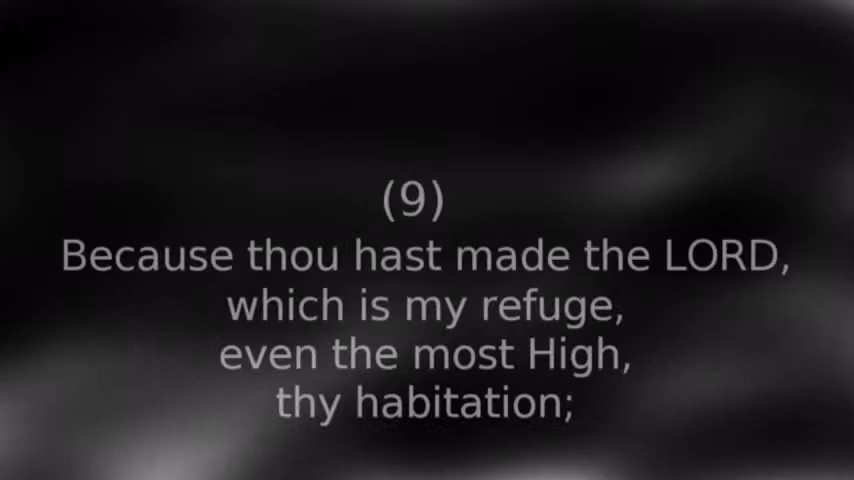 (9)
Because thou hast made the LORD,
which is my refuge,
even the most High,
thy habitation;